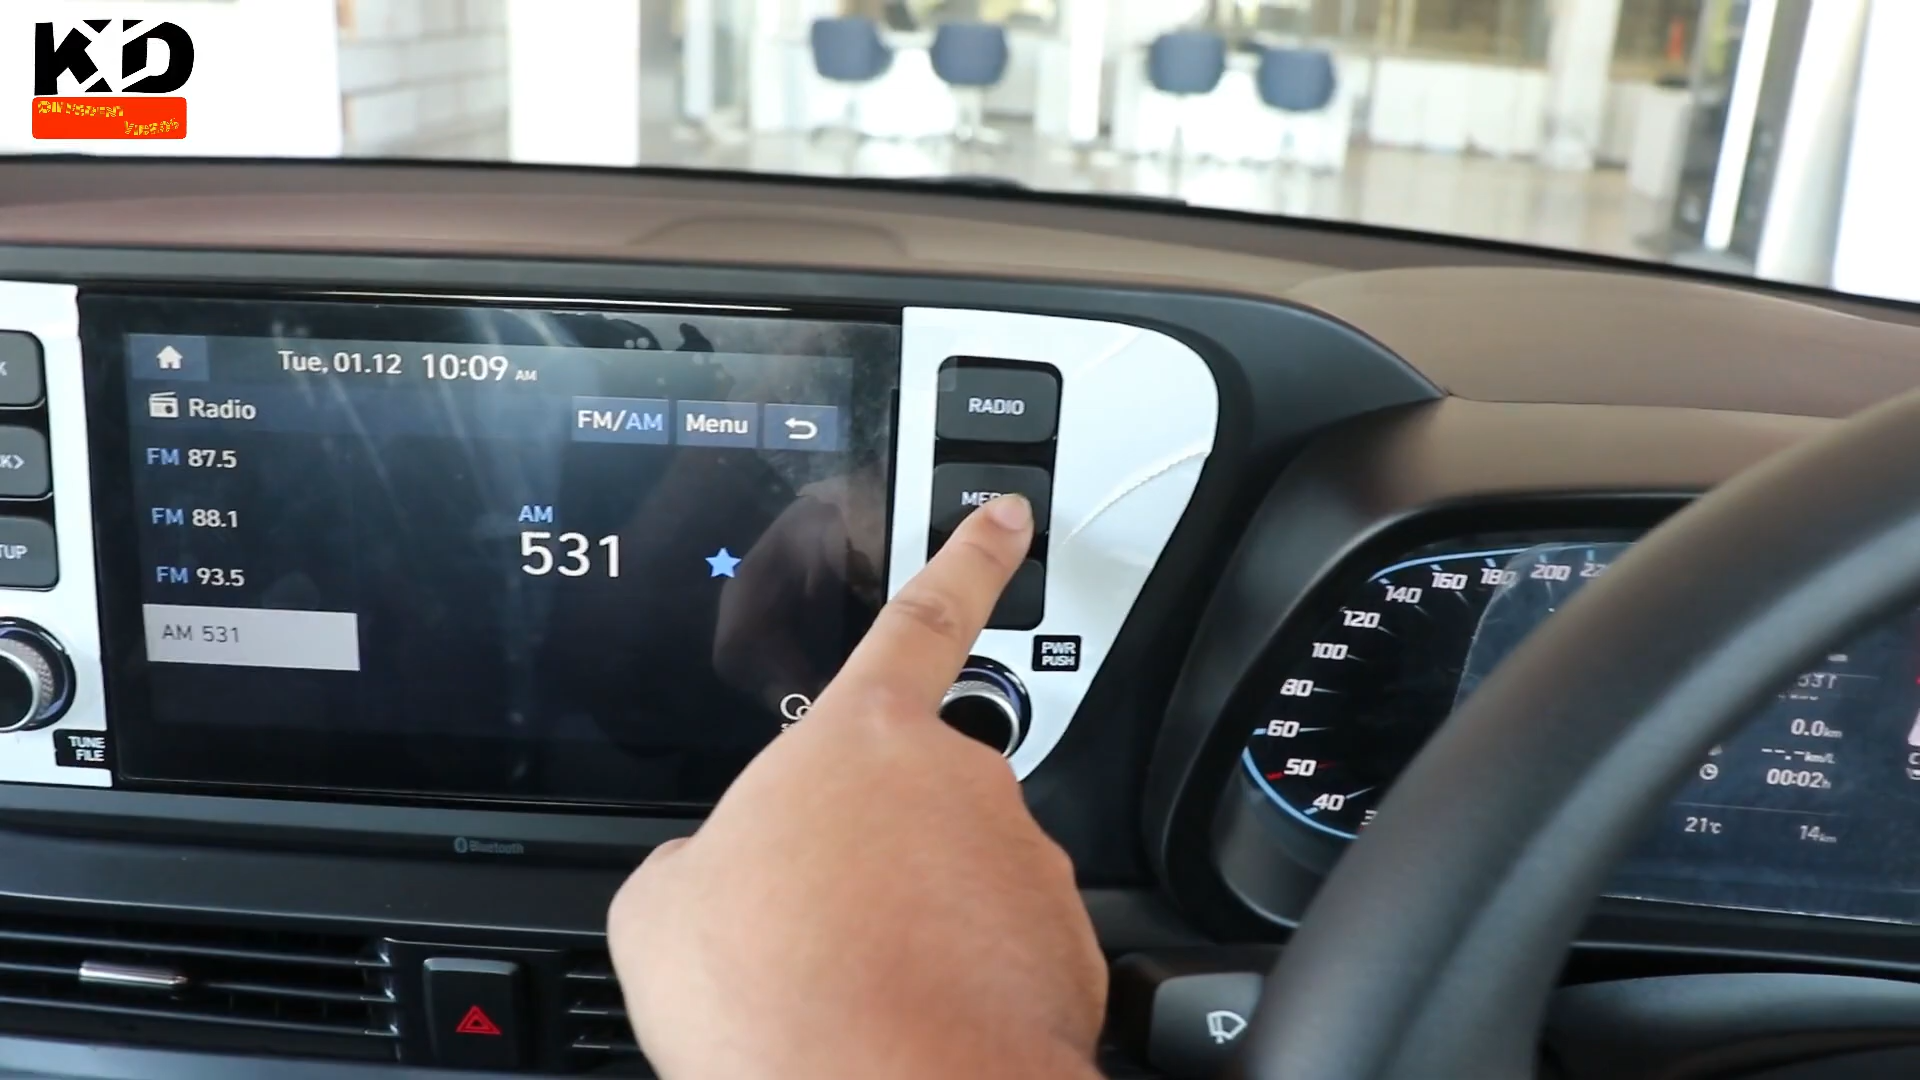 KD
Tue, 01.12 10:09 AM
Radio
FM/AM Menu
FM 87.5
FM 88.1
FM 93.5
AM 531
AM
531
RADIO
PWR
PUSH
TUNE
FILE
Bluetooth
200
180
160
140
120
100
80
60
50
40
0.0km
--.-km/L
00:02h
21°c
14km